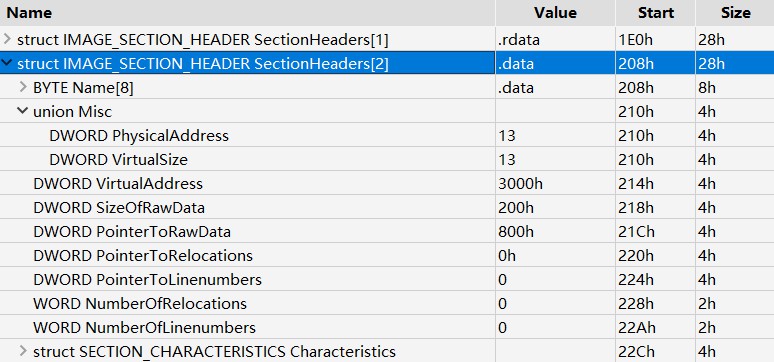 Name Value Start Size
struct IMAGE_SECTION_HEADER SectionHeaders[1] .rdata 1E0h 28h
struct IMAGE_SECTION_HEADER SectionHeaders[2] .data 208h 28h
BYTE Name[8] .data 208h 8h
union Misc 210h 4h
DWORD PhysicalAddress 13 210h 4h
DWORD VirtualSize 13 210h 4h
DWORD VirtualAddress 3000h 214h 4h
DWORD SizeOfRawData 200h 218h 4h
DWORD PointerToRawData 800h 21Ch 4h
DWORD PointerToRelocations 0h 220h 4h
DWORD PointerToLinenumbers 0 224h 4h
WORD NumberOfRelocations 0 228h 2h
WORD NumberOfLinenumbers 0 22Ah 2h
struct SECTION_CHARACTERISTICS Characteristics 22Ch 4h